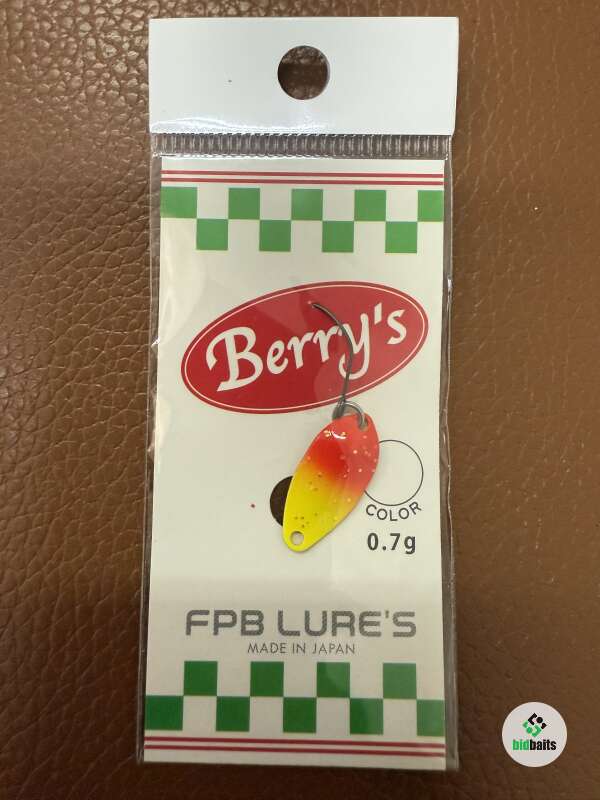 Berry's
COLOR
0.7g
FPB LURE'S
MADE IN JAPAN
bidbaits